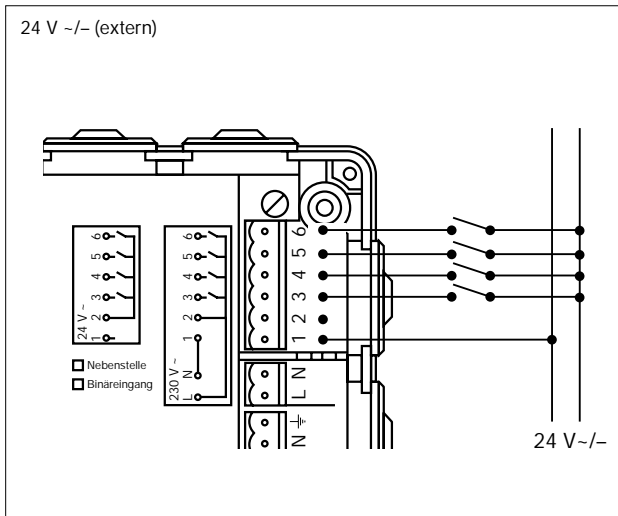 24 V ~/– (extern)
6
5
4
3
2
1
24 V ~
6
5
4
3
2
1
N
L
230 V ~
Nebenstelle
Binäreingang
6
5
4
3
2
1
L N
N
24 V~/–